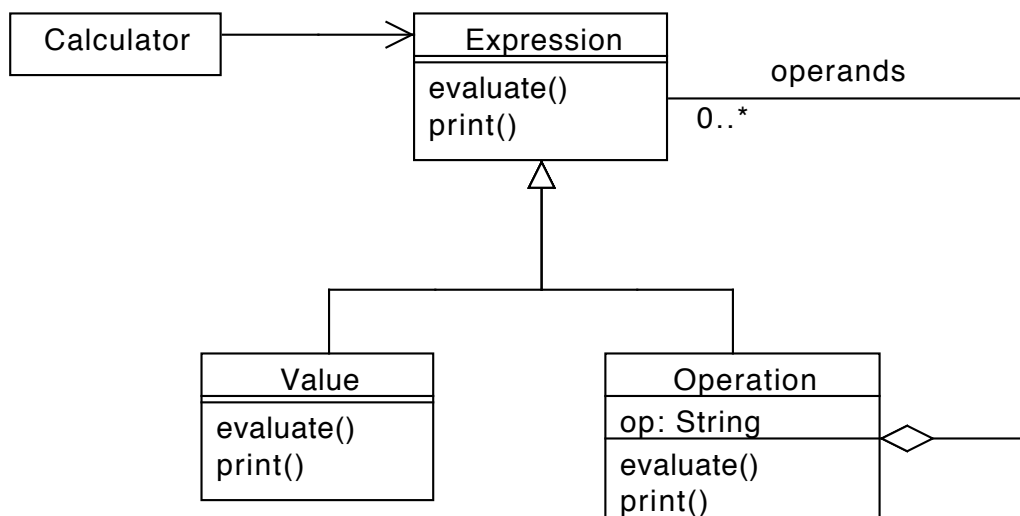 Calculator
Expression
evaluate()
print()
operands
0..*
Value
evaluate()
print()
Operation
op: String
evaluate()
print()